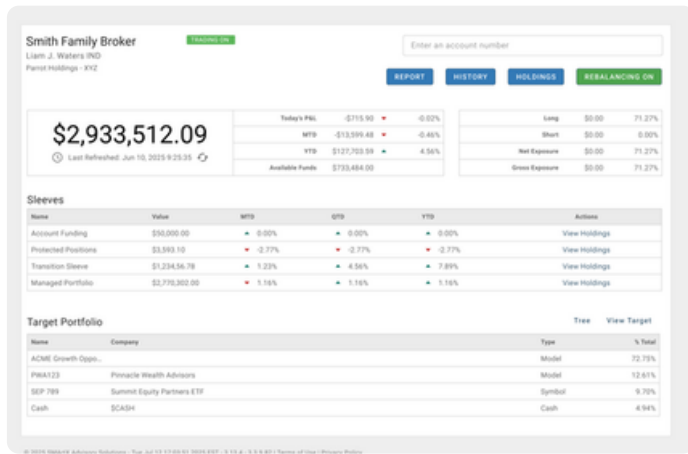 Smith Family Broker TRADING ON
Liam J. Waters IND
Parrot Holdings - XYZ
Enter an account number
REPORT HISTORY HOLDINGS REBALANCING ON
$2,933,512.09
Last Refreshed: Jun 10, 2025 9:25:35
Today's P&L -$715.90 -0.02%
MTD -$13,599.48 -0.46%
YTD $127,703.59 4.56%
Available Funds $733,484.00
Long $0.00 71.27%
Short $0.00 0.00%
Net Exposure $0.00 71.27%
Gross Exposure $0.00 71.27%
Sleeves
Name Value MTD QTD YTD Actions
Account Funding $50,000.00 0.00% 0.00% 0.00% View Holdings
Protected Positions $3,593.10 -2.77% -2.77% -2.77% View Holdings
Transition Sleeve $1,234,56.78 1.23% 4.56% 7.89% View Holdings
Managed Portfolio $2,770,302.00 1.16% 1.16% 1.16% View Holdings
Target Portfolio Tree View Target
Name Company Type % Total
ACME Growth Oppo... Model 72.75%
PWA123 Pinnacle Wealth Advisors Model 12.61%
SEP 789 Summit Equity Partners ETF Symbol 9.70%
Cash $CASH Cash 4.94%
Advisory Solutions Terms of Use | Privacy Policy